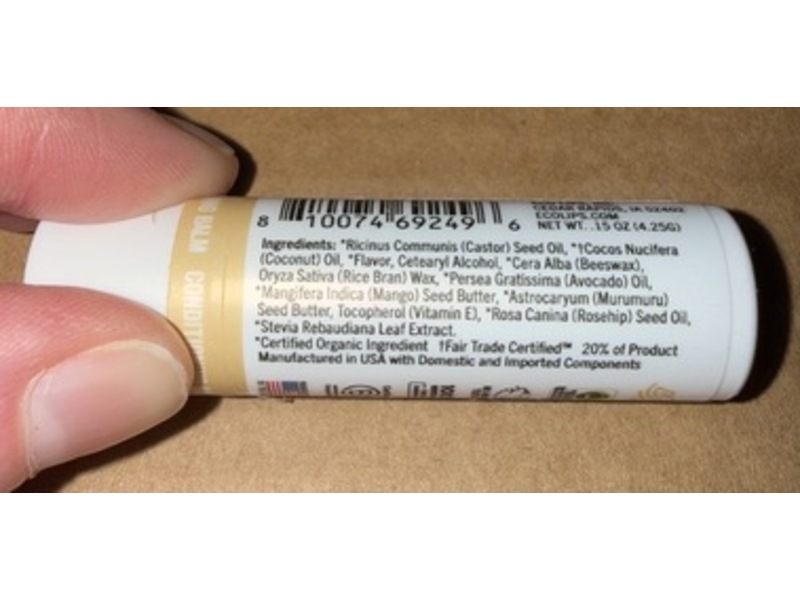 CEDAR RAPIDS, IA 52402
ECOLIPS.COM
NET WT. .15 OZ (4.25G)
8 10074 69249 6
Ingredients: *Ricinus Communis (Castor) Seed Oil, *†Cocos Nucifera
(Coconut) Oil, *Flavor, Cetearyl Alcohol, *Cera Alba (Beeswax),
Oryza Sativa (Rice Bran) Wax, *Persea Gratissima (Avocado) Oil,
*Mangifera Indica (Mango) Seed Butter, *Astrocaryum (Murumuru)
Seed Butter, Tocopherol (Vitamin E), *Rosa Canina (Rosehip) Seed Oil,
*Stevia Rebaudiana Leaf Extract.
*Certified Organic Ingredient †Fair Trade Certified™ 20% of Product
Manufactured in USA with Domestic and Imported Components
BALM